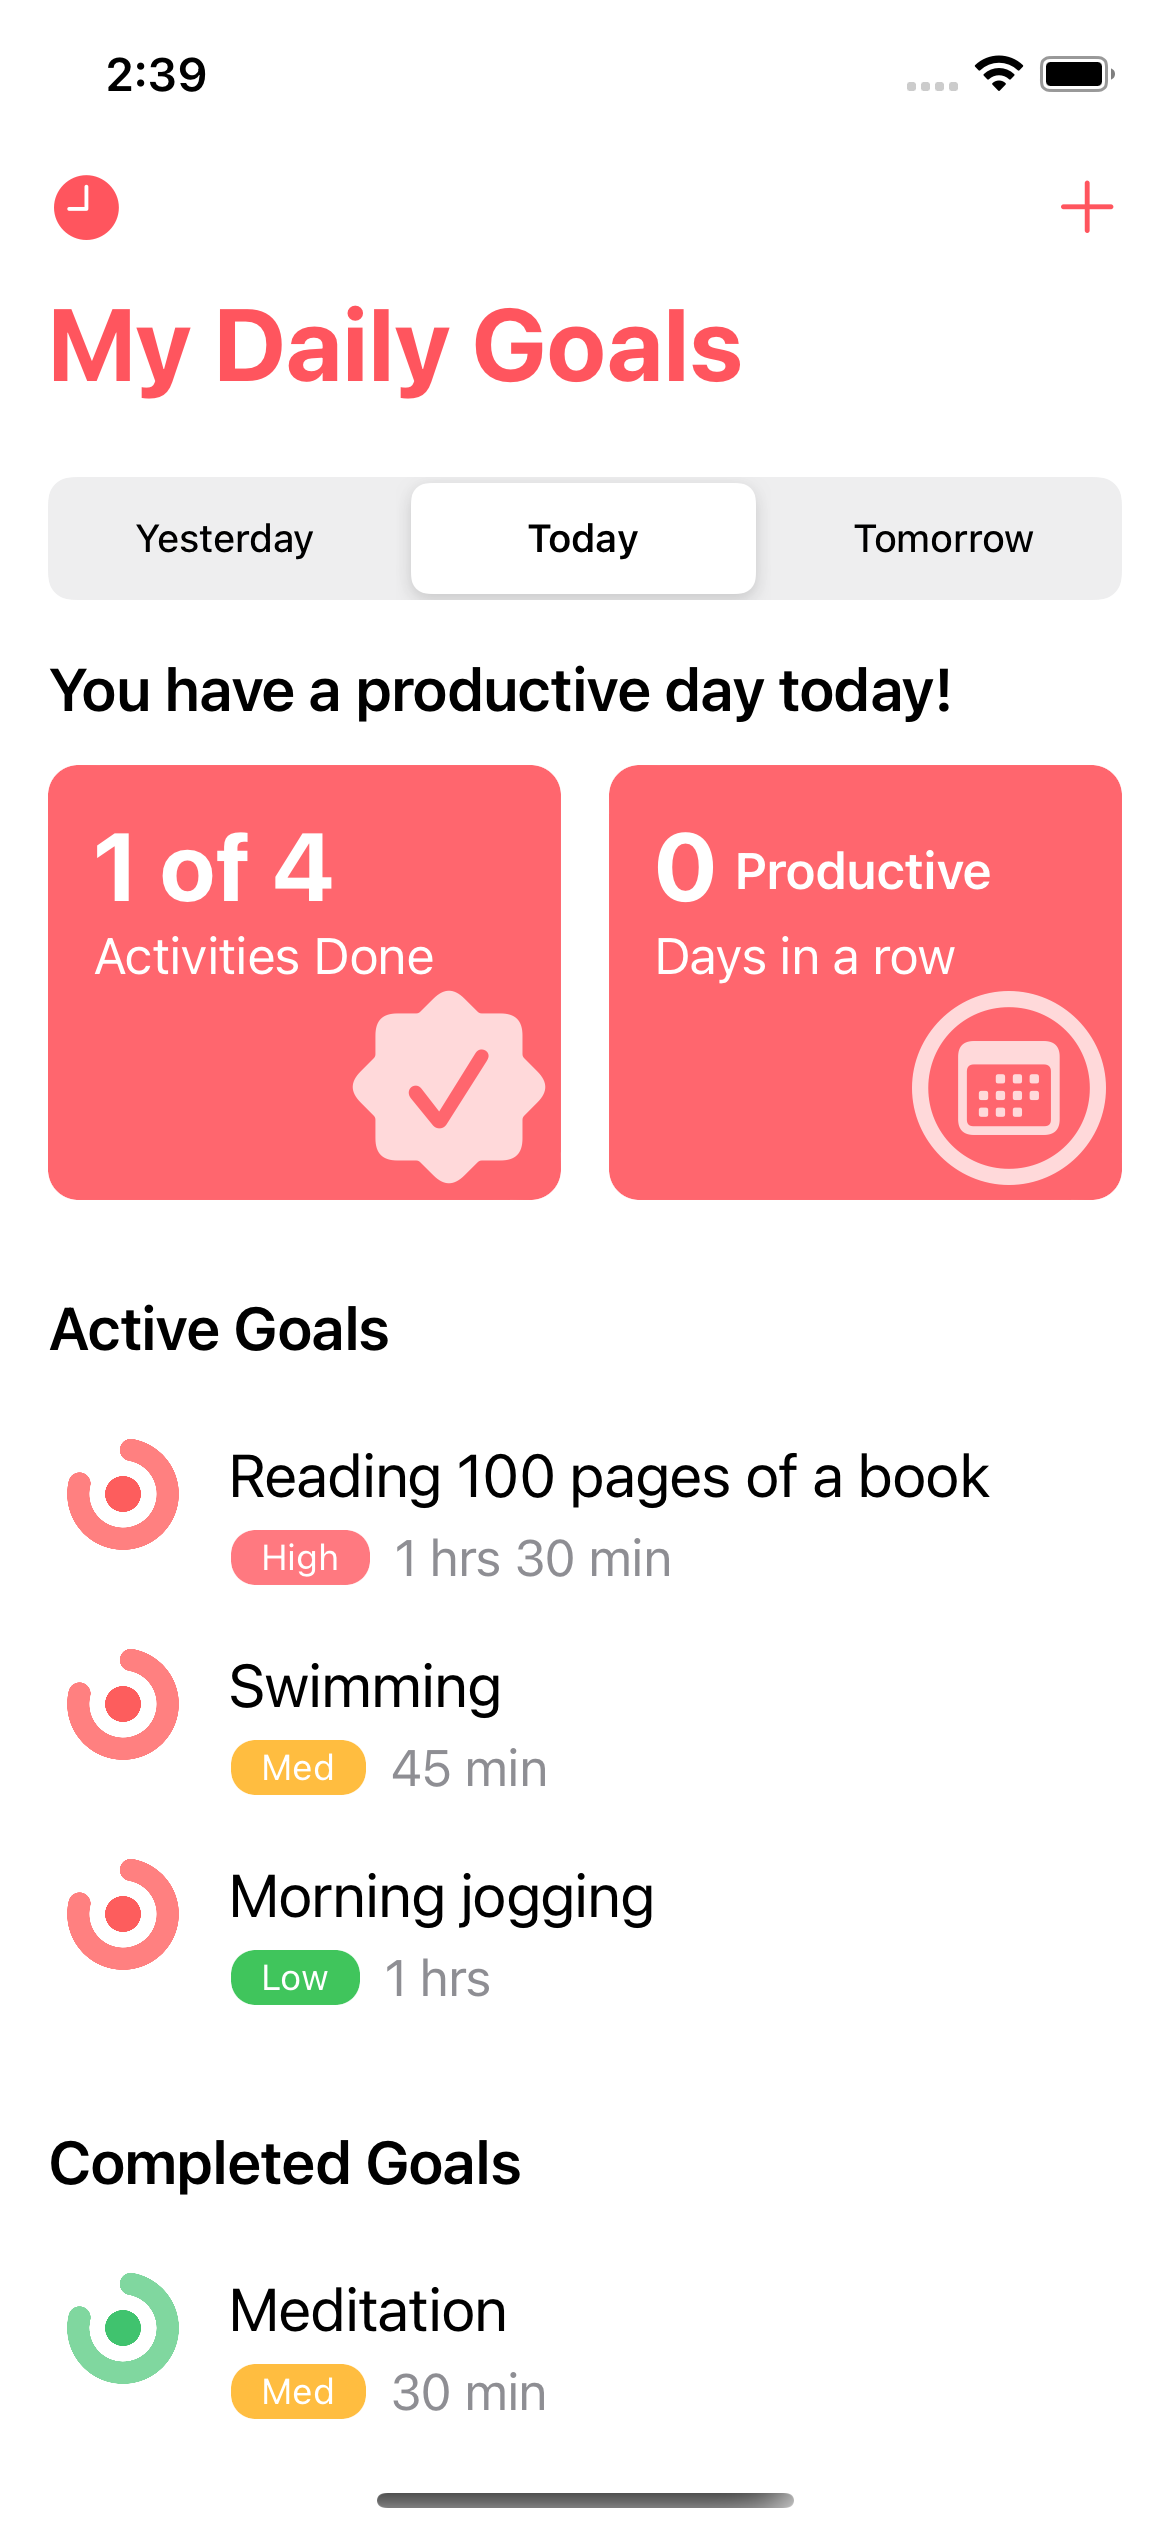 2:39
My Daily Goals
Yesterday
Today
Tomorrow
You have a productive day today!
1 of 4
Activities Done
0 Productive
Days in a row
Active Goals
Reading 100 pages of a book
High 1 hrs 30 min
Swimming
Med 45 min
Morning jogging
Low 1 hrs
Completed Goals
Meditation
Med 30 min